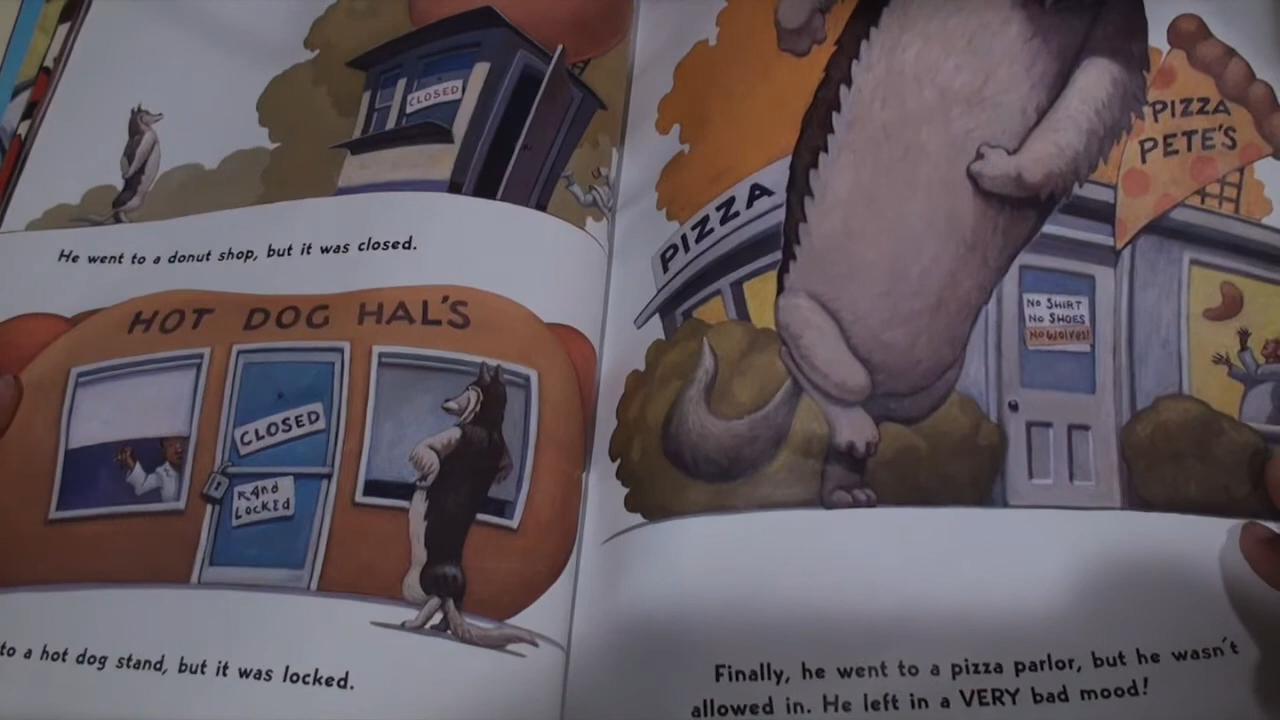 CLOSED
He went to a donut shop, but it was closed.
HOT DOG HAL'S
CLOSED
And
LOCKED
to a hot dog stand, but it was locked.
PIZZA
PIZZA
PETE'S
No SHIRT
No SHOES
No Wolves!
Finally, he went to a pizza parlor, but he wasn't
allowed in. He left in a VERY bad mood!